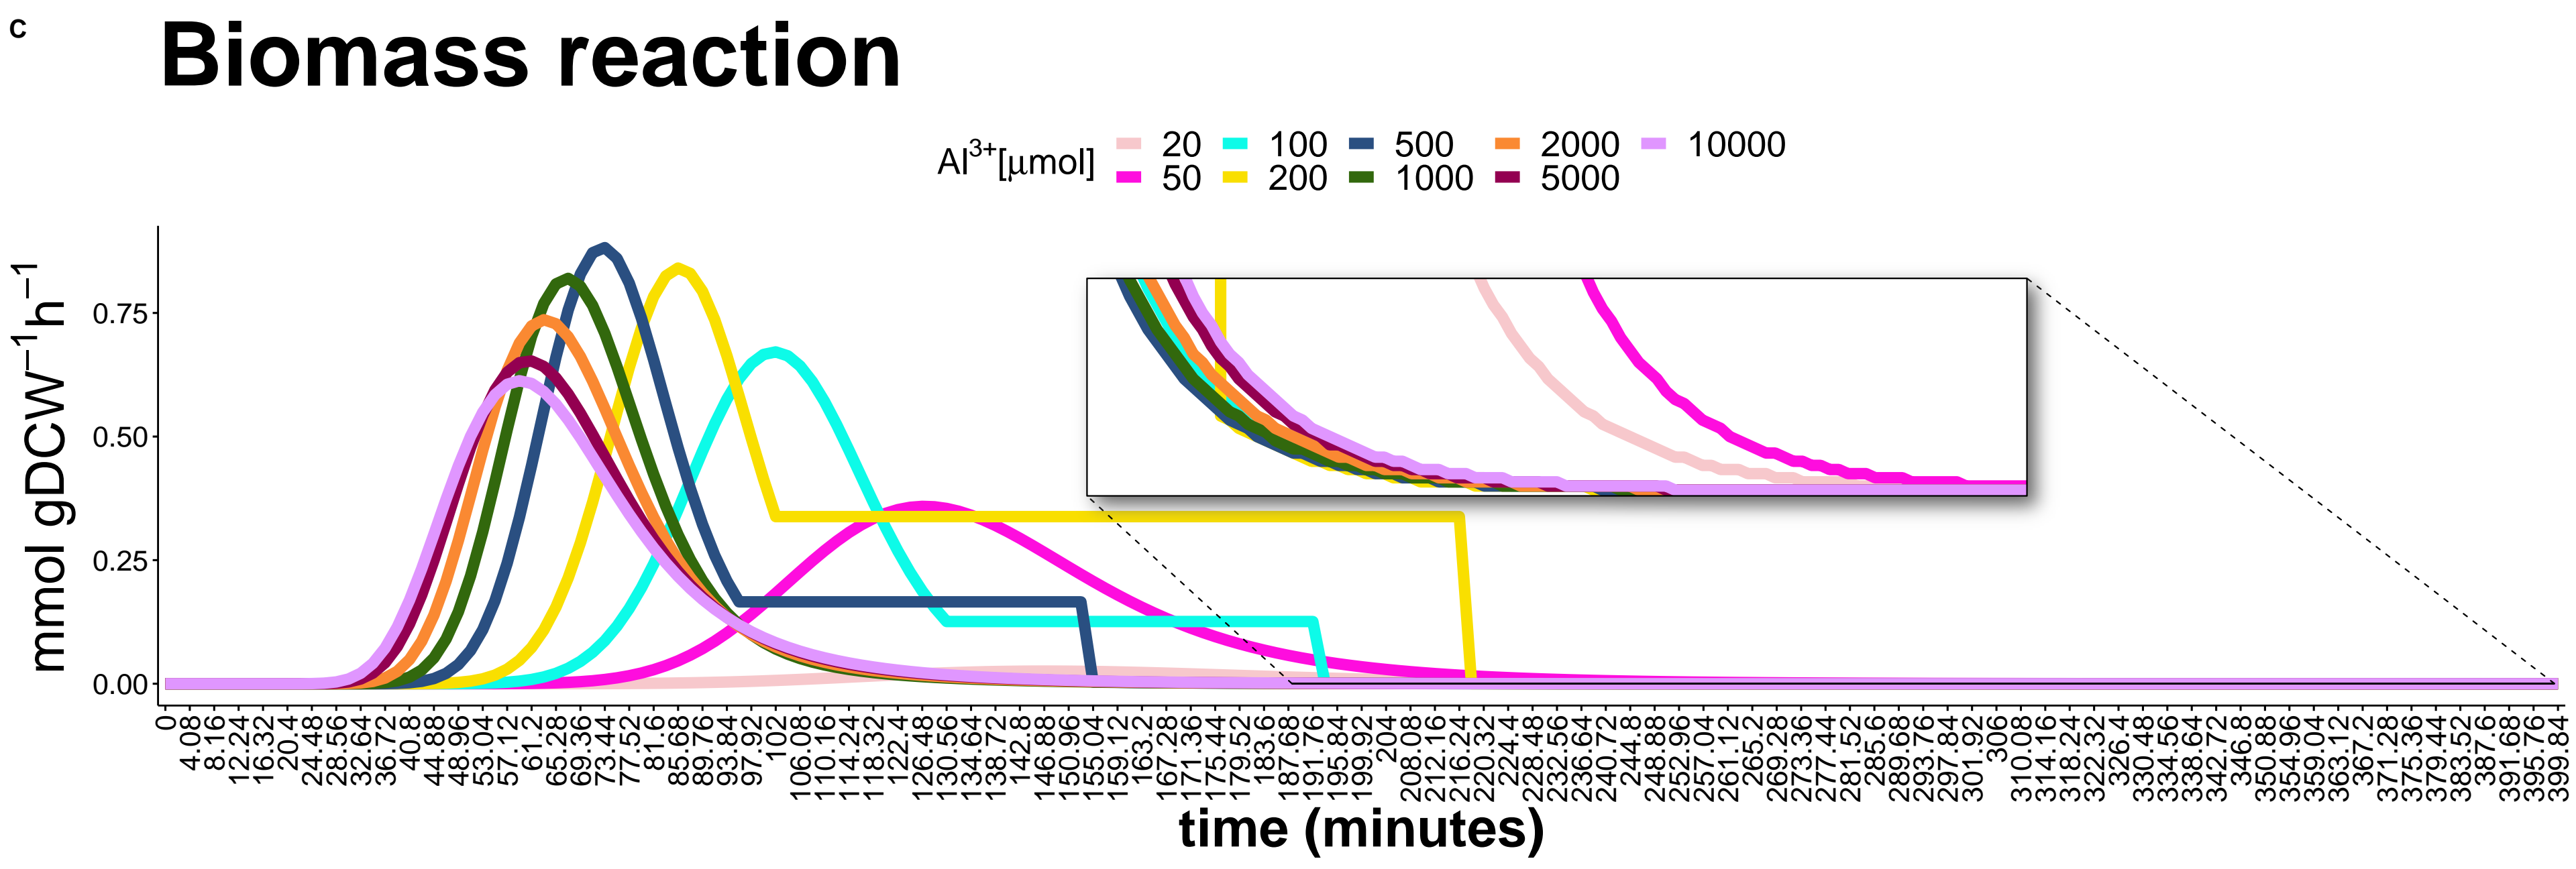 C
Biomass reaction
Al3+[μmol]
20 100 500 2000 10000
50 200 1000 5000
mmol gDCW−1h−1
0.75
0.50
0.25
0.00
0 4.08 8.16 12.24 16.32 20.4 24.48 28.56 32.64 36.72 40.8 44.88 48.96 53.04 57.12 61.2 65.28 69.36 73.44 77.52 81.6 85.68 89.76 93.84 97.92 102 106.08 110.16 114.24 118.32 122.4 126.48 130.56 134.64 138.72 142.8 146.88 150.96 155.04 159.12 163.2 167.28 171.36 175.44 179.52 183.6 187.68 191.76 195.84 199.92 204 208.08 212.16 216.24 220.32 224.4 228.48 232.56 236.64 240.72 244.8 248.88 252.96 257.04 261.12 265.2 269.28 273.36 277.44 281.52 285.6 289.68 293.76 297.84 301.92 306 310.08 314.16 318.24 322.32 326.4 330.48 334.56 338.64 342.72 346.8 350.88 354.96 359.04 363.12 367.2 371.28 375.36 379.44 383.52 387.6 391.68 395.76 399.84
time (minutes)